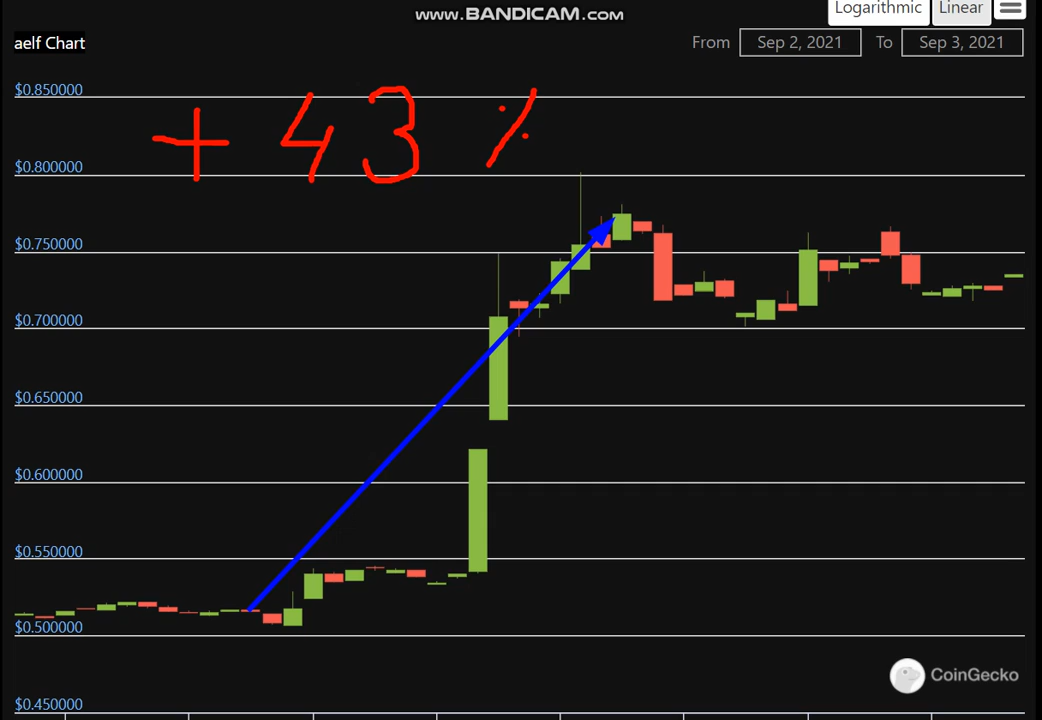 www.BANDICAM.com
Logarithmic Linear
aelf Chart
From Sep 2, 2021 To Sep 3, 2021
$0.850000
+ 43 %
$0.800000
$0.750000
$0.700000
$0.650000
$0.600000
$0.550000
$0.500000
CoinGecko
$0.450000